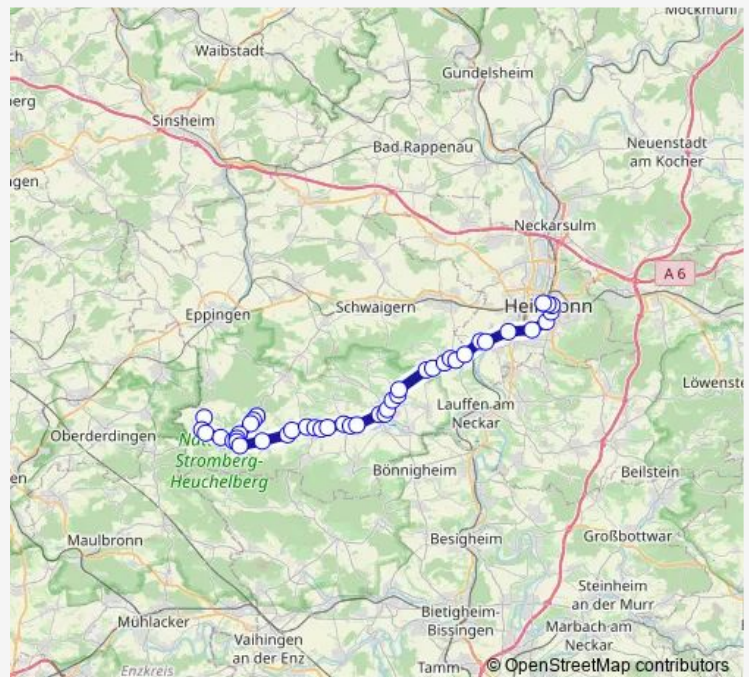 Möckmühl
Waibstadt
Gundelsheim
Sinsheim
Neuenstadt
am Kocher
Bad Rappenau
Neckarsulm
A 6
Eppingen
Schwaigern
Löwenste
Lauffen am
Neckar
Oberderdingen
Stromberg-
Heuchelberg
Bönnigheim
Beilstein
Maulbronn
Besigheim
Großbottwar
Steinheim
an der Murr
Mühlacker
Bietigheim-
Bissingen
Marbach am
Neckar
Vaihingen
an der Enz
Enzkreis
Tamm
© OpenStreetMap contributors